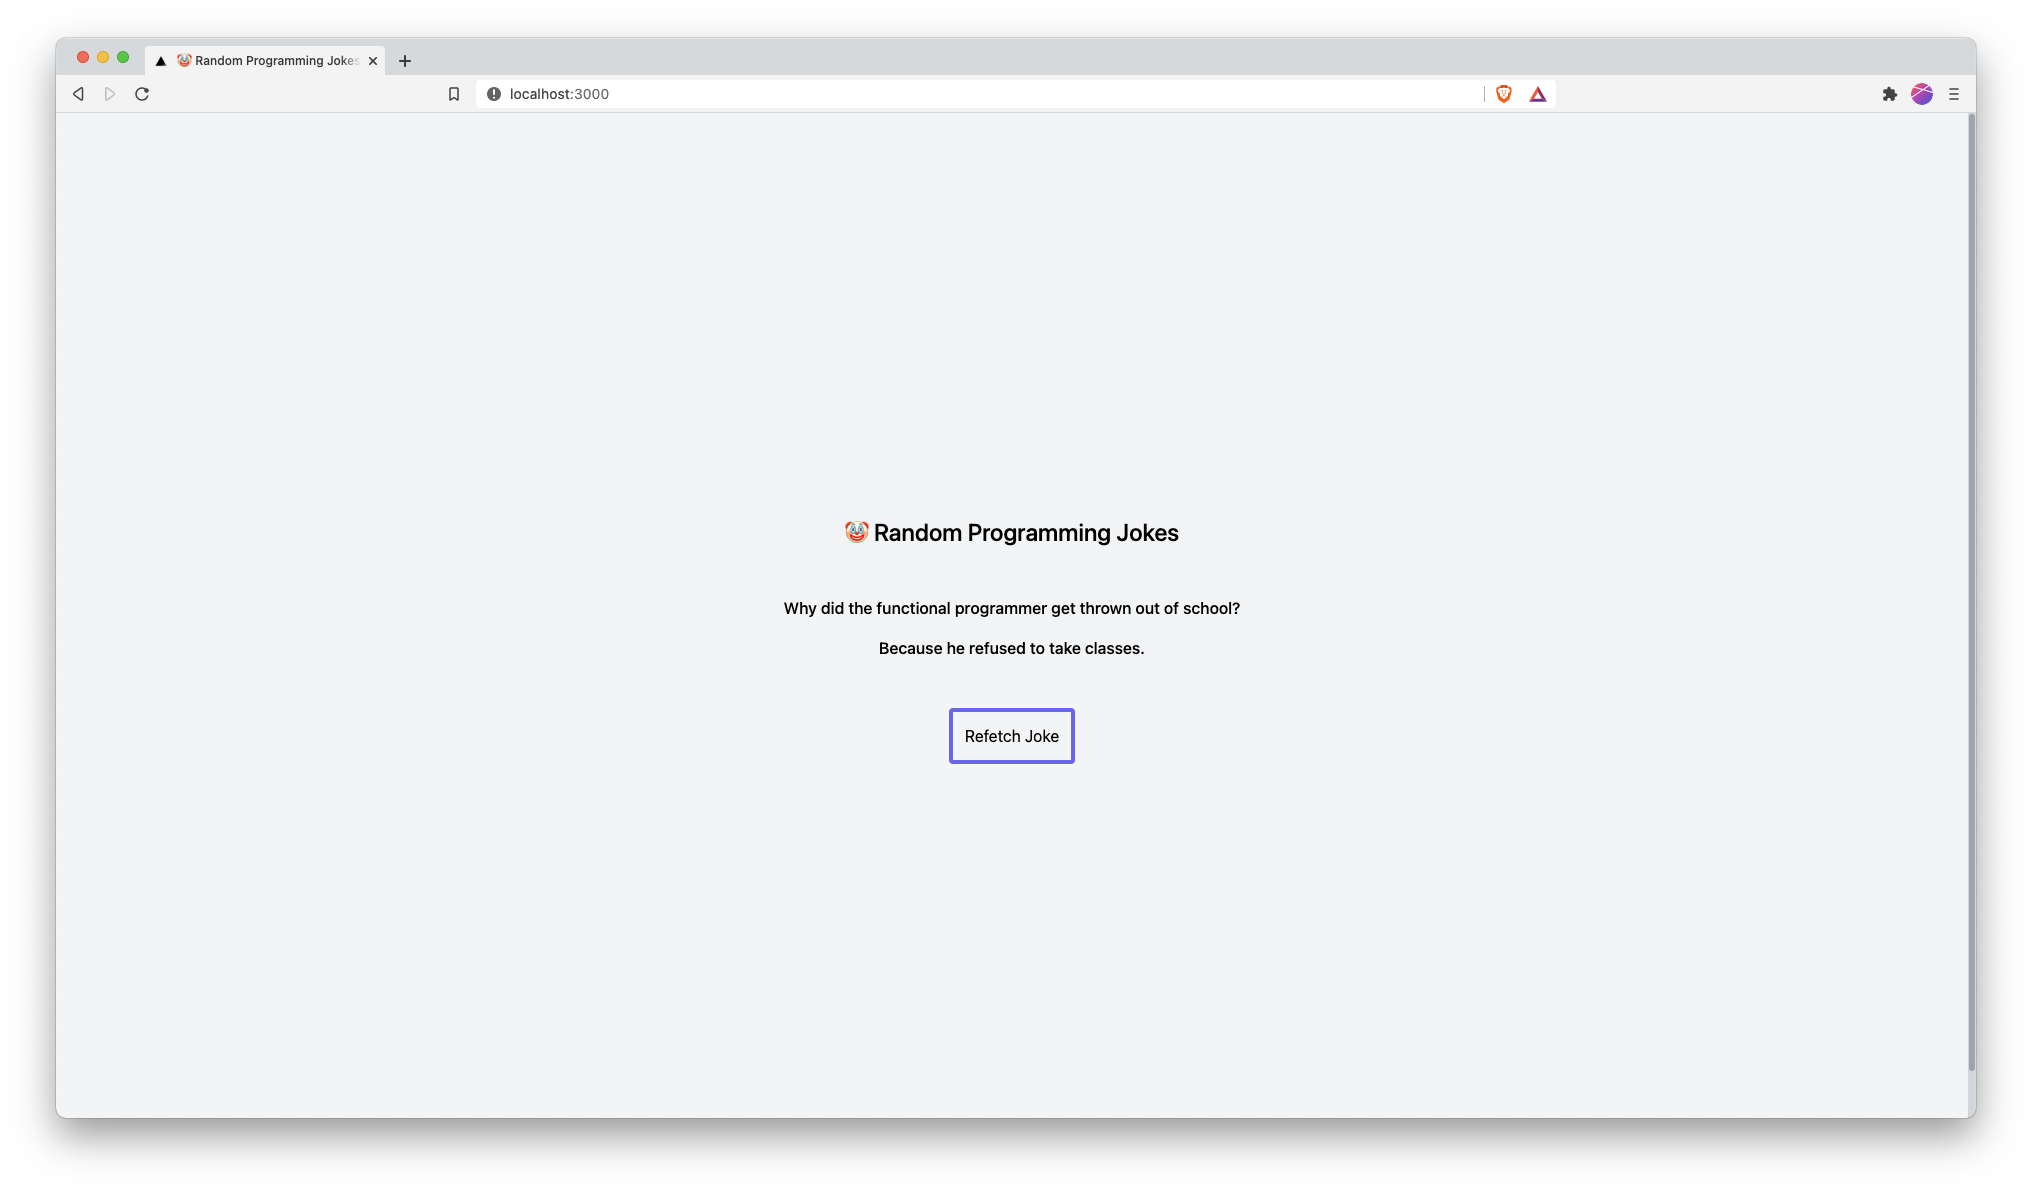 🤡 Random Programming Jokes
localhost:3000
🤡 Random Programming Jokes
Why did the functional programmer get thrown out of school?
Because he refused to take classes.
Refetch Joke